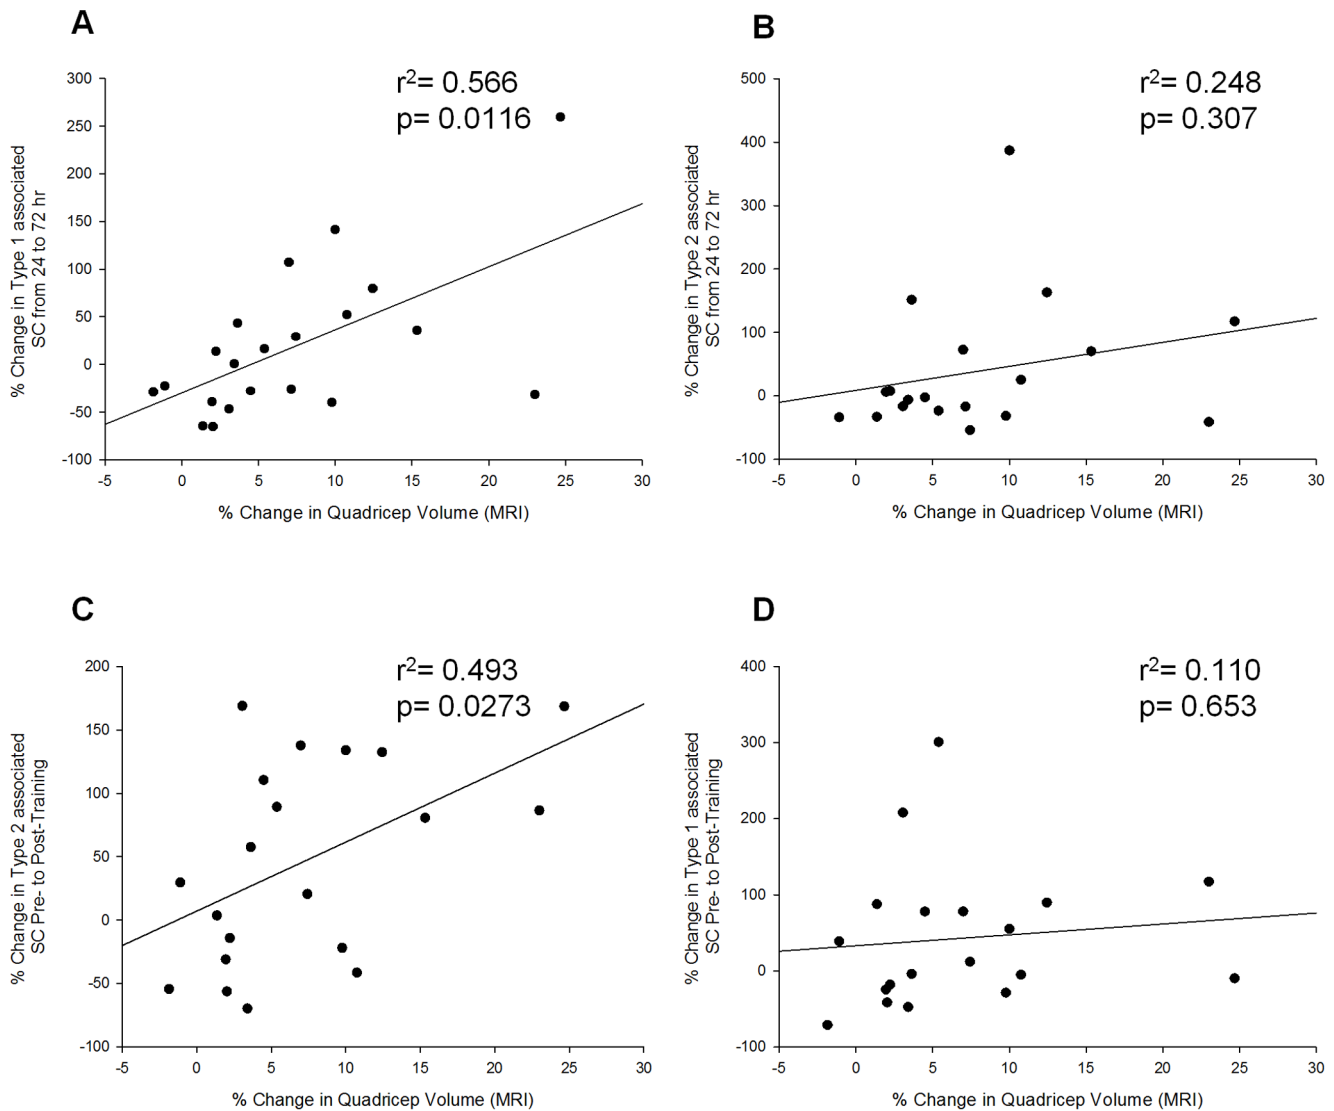 A
r²= 0.566
p= 0.0116
% Change in Type 1 associated
SC from 24 to 72 hr
300
250
200
150
100
50
0
-50
-100
-5 0 5 10 15 20 25 30
% Change in Quadricep Volume (MRI)
B
r²= 0.248
p= 0.307
% Change in Type 2 associated
SC from 24 to 72 hr
500
400
300
200
100
0
-100
-5 0 5 10 15 20 25 30
% Change in Quadricep Volume (MRI)
C
r²= 0.493
p= 0.0273
% Change in Type 2 associated
SC Pre- to Post-Training
200
150
100
50
0
-50
-100
-5 0 5 10 15 20 25 30
% Change in Quadricep Volume (MRI)
D
r²= 0.110
p= 0.653
% Change in Type 1 associated
SC Pre- to Post-Training
400
300
200
100
0
-100
-5 0 5 10 15 20 25 30
% Change in Quadricep Volume (MRI)